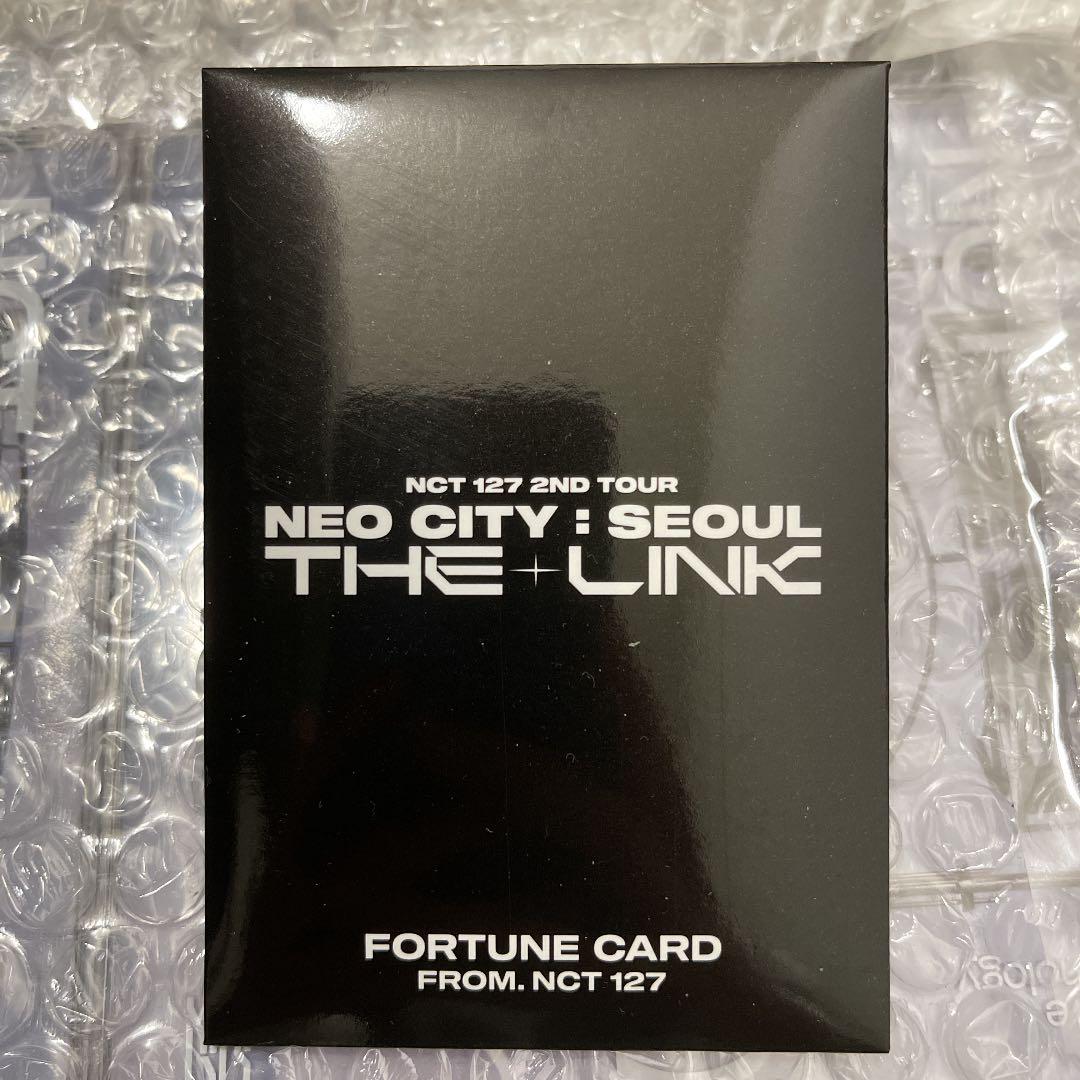 NCT 127 2ND TOUR
NEO CITY : SEOUL
THE + LINK
FORTUNE CARD
FROM. NCT 127